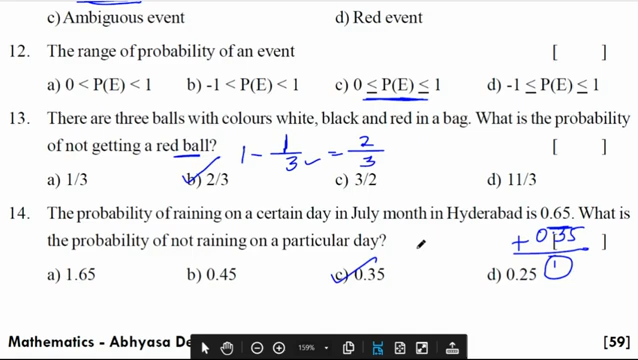 c) Ambiguous event d) Red event
12. The range of probability of an event [ ]
a) 0 < P(E) < 1 b) -1 < P(E) < 1 c) 0 ≤ P(E) ≤ 1 d) -1 ≤ P(E) ≤ 1
13. There are three balls with colours white, black and red in a bag. What is the probability
of not getting a red ball? 1 - 1/3 = 2/3 [ ]
a) 1/3 b) 2/3 c) 3/2 d) 11/3
14. The probability of raining on a certain day in July month in Hyderabad is 0.65. What is
the probability of not raining on a particular day? + 0.35 [ ]
a) 1.65 b) 0.45 c) 0.35 d) 0.25 1
Mathematics - Abhyasa De [59]
159%